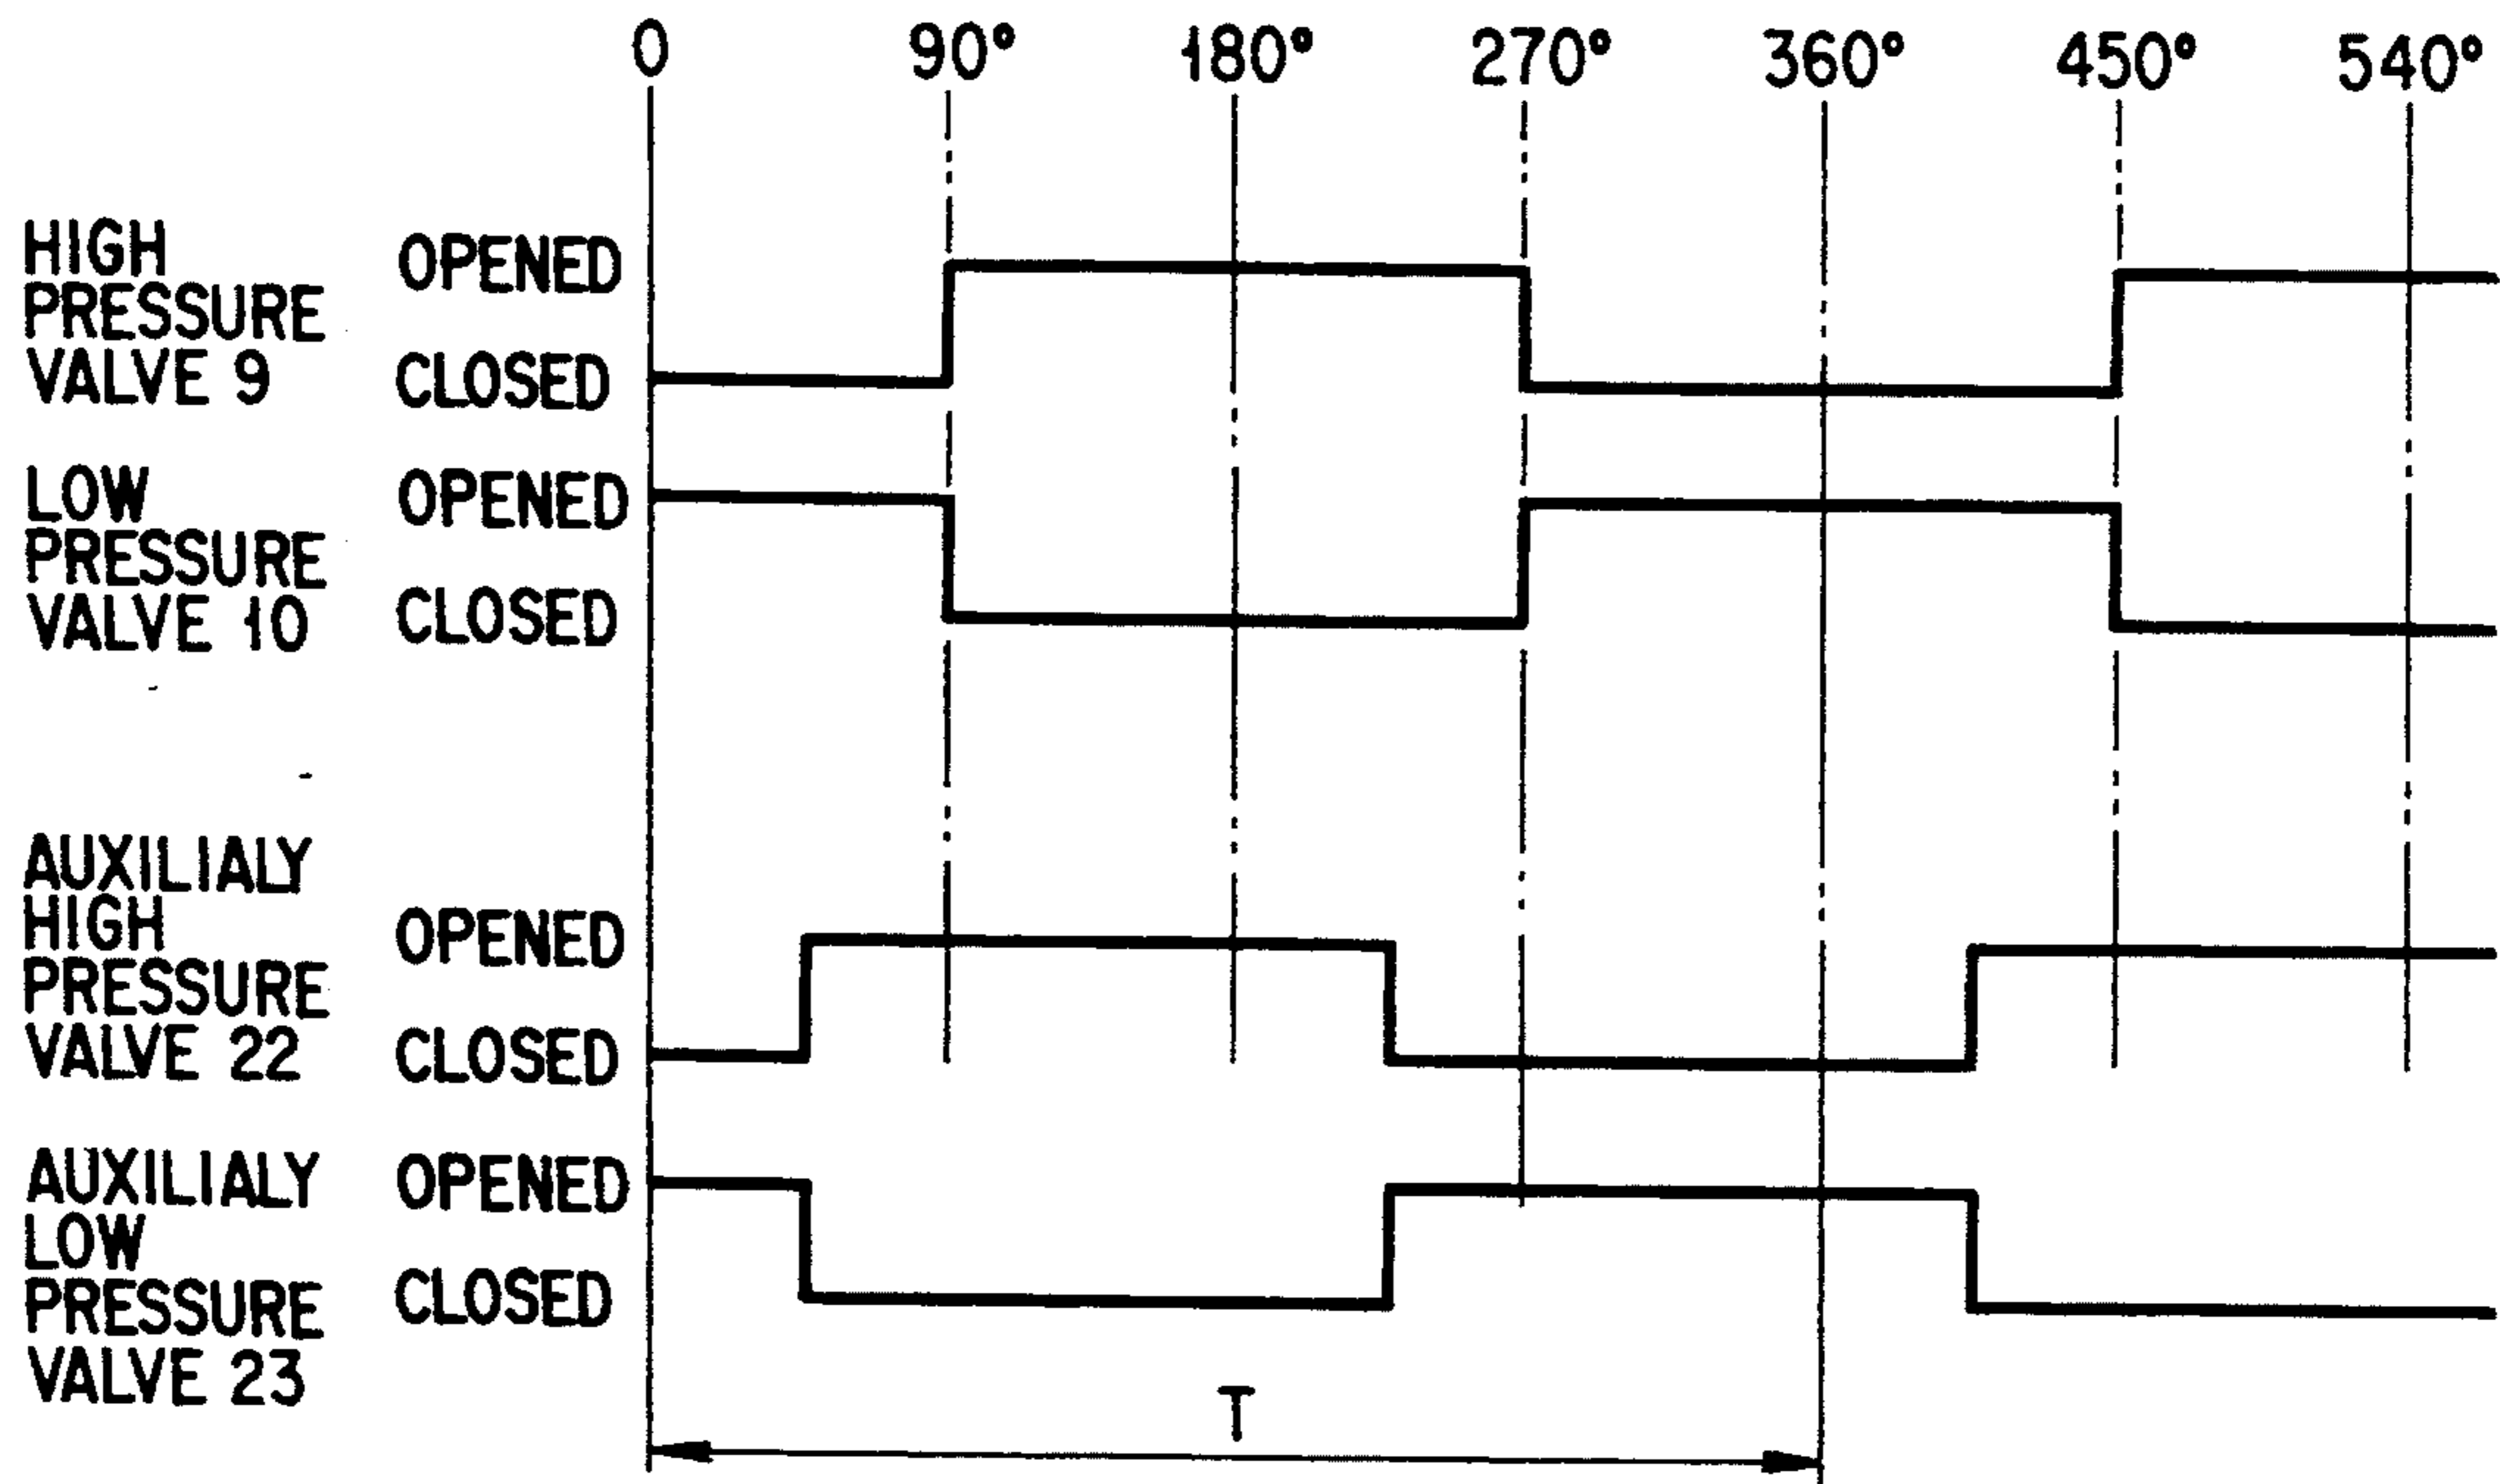 0 90° 180° 270° 360° 450° 540°
HIGH
PRESSURE
VALVE 9
OPENED
CLOSED
LOW
PRESSURE
VALVE 10
OPENED
CLOSED
AUXILIALY
HIGH
PRESSURE
VALVE 22
OPENED
CLOSED
AUXILIALY
LOW
PRESSURE
VALVE 23
OPENED
CLOSED
T